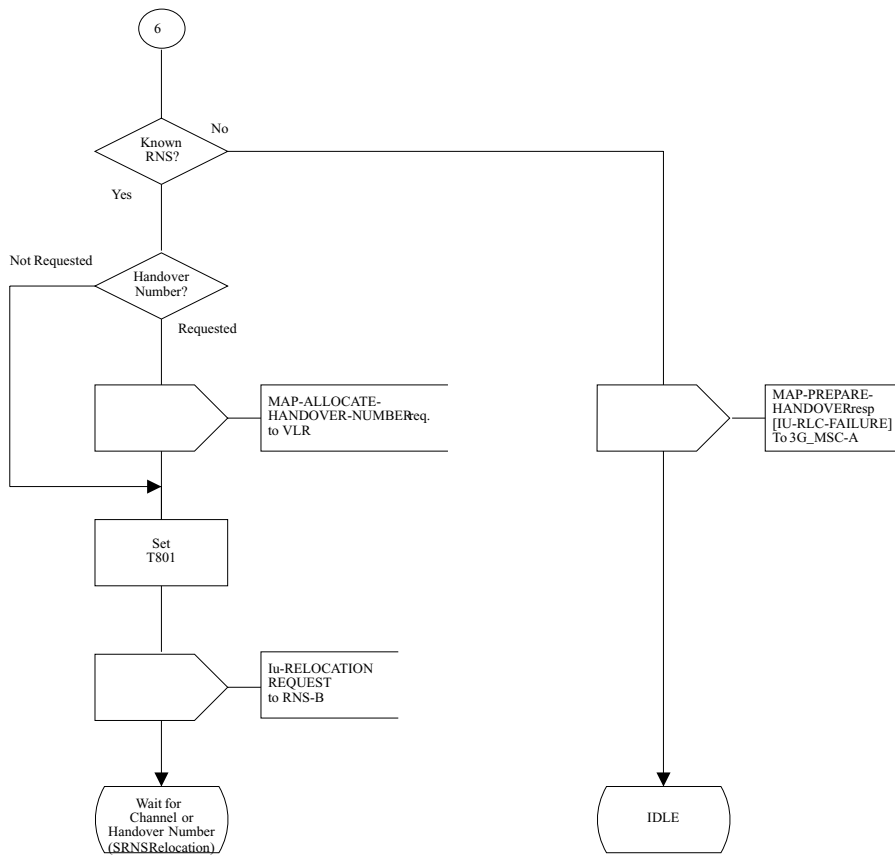 6
Known
RNS?
No
Yes
Not Requested
Handover
Number?
Requested
MAP-ALLOCATE-
HANDOVER-NUMBERreq.
to VLR
MAP-PREPARE-
HANDOVERresp
[IU-RLC-FAILURE]
To 3G_MSC-A
Set
T801
Iu-RELOCATION
REQUEST
to RNS-B
Wait for
Channel or
Handover Number
(SRNSRelocation)
IDLE